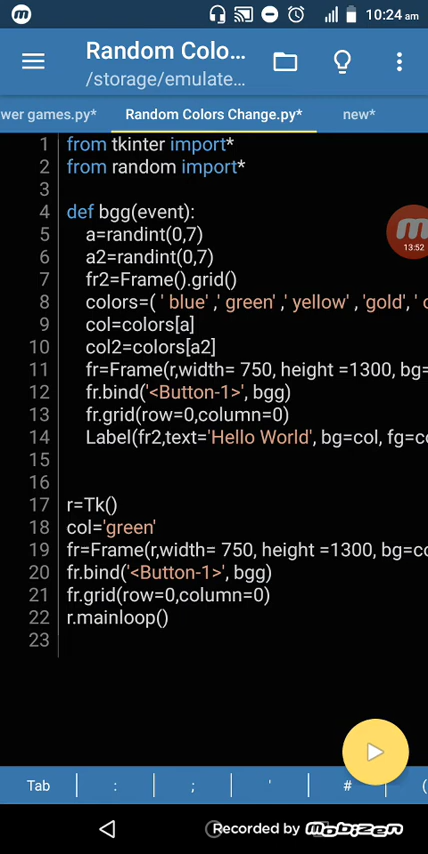 10:24 am
Random Colo...
/storage/emulate...
wer games.py*
Random Colors Change.py*
new*
1 from tkinter import*
2 from random import*
3
4 def bgg(event):
5 a=randint(0,7)
6 a2=randint(0,7)
7 fr2=Frame().grid()
8 colors=( ' blue' ,' green' ,' yellow' , 'gold', '
9 col=colors[a]
10 col2=colors[a2]
11 fr=Frame(r,width= 750, height =1300, bg=
12 fr.bind('<Button-1>', bgg)
13 fr.grid(row=0,column=0)
14 Label(fr2,text='Hello World', bg=col, fg=co
15
16
17 r=Tk()
18 col='green'
19 fr=Frame(r,width= 750, height =1300, bg=co
20 fr.bind('<Button-1>', bgg)
21 fr.grid(row=0,column=0)
22 r.mainloop()
23
13:52
Tab : ; ' # (
Recorded by mobizen